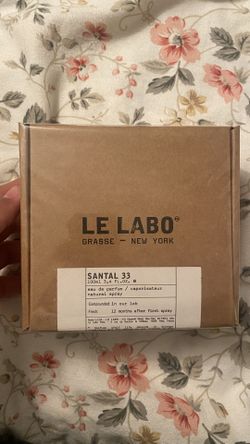 LE LABO
GRASSE — NEW YORK
SANTAL 33
100ml 3.4 fl.oz. ℮
eau de parfum / vaporisateur
natural spray
Compounded in our lab
12 months after first spray